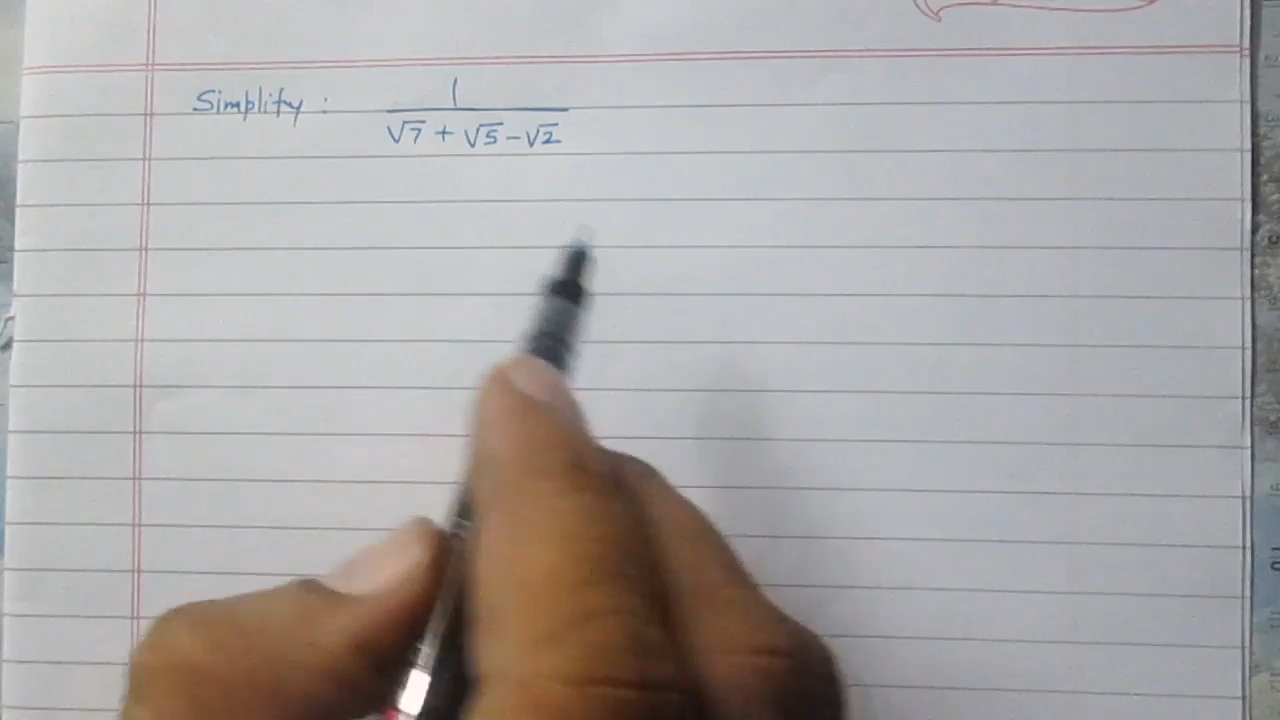 Simplify : 1 / (√7 + √5 - √2)